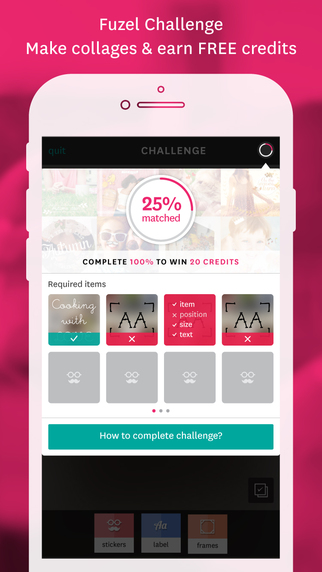 Fuzel Challenge
Make collages & earn FREE credits
quit
CHALLENGE
25%
matched
COMPLETE 100% TO WIN 20 CREDITS
Required items
Cooking
with
AA
item
position
size
text
AA
How to complete challenge?
stickers
Aa
label
frames